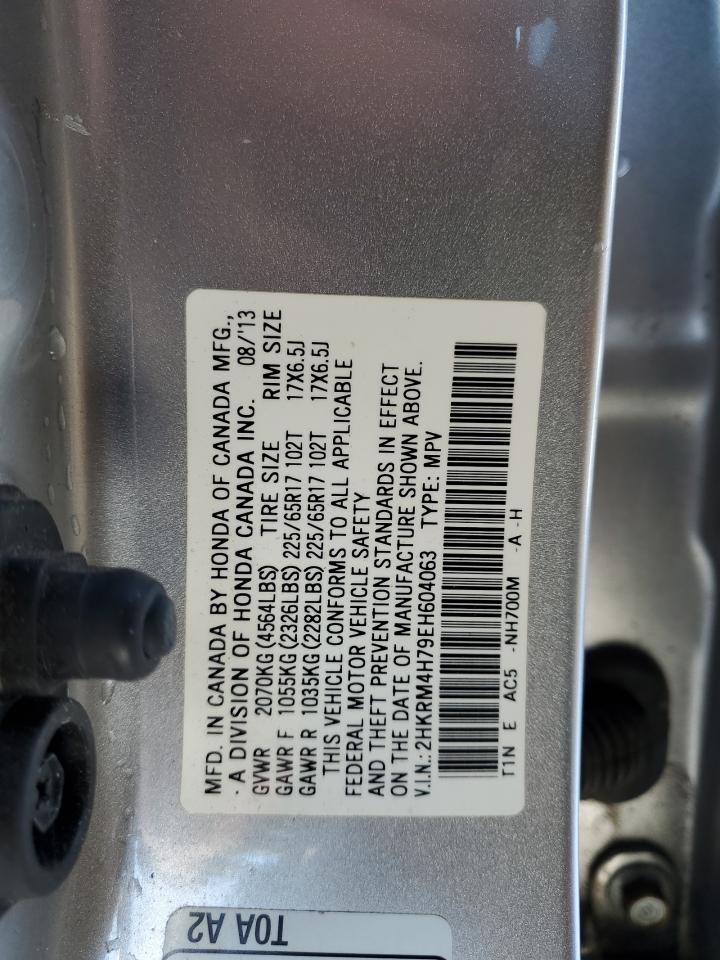 MFD. IN CANADA BY HONDA OF CANADA MFG.,
- A DIVISION OF HONDA CANADA INC. 08/'13
GVWR 2070KG(4564LBS) TIRE SIZE RIM SIZE
GAWR F 1055KG(2326LBS) 225/65R17 102T 17X6.5J
GAWR R 1035KG(2282LBS) 225/65R17 102T 17X6.5J
THIS VEHICLE CONFORMS TO ALL APPLICABLE
FEDERAL MOTOR VEHICLE SAFETY
AND THEFT PREVENTION STANDARDS IN EFFECT
ON THE DATE OF MANUFACTURE SHOWN ABOVE.
V.I.N.: 2HKRM4H79EH604063 TYPE: MPV
T1N E AC5 -NH700M -A -H
T0A A2